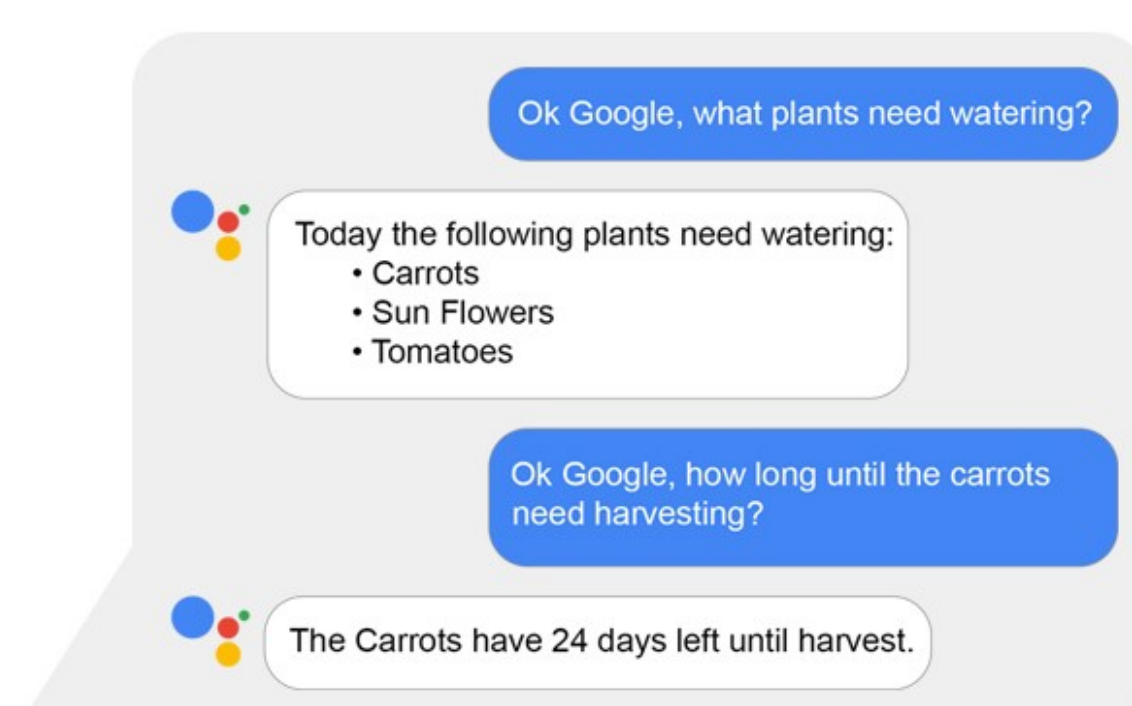 Ok Google, what plants need watering?
Today the following plants need watering:
• Carrots
• Sun Flowers
• Tomatoes
Ok Google, how long until the carrots
need harvesting?
The Carrots have 24 days left until harvest.